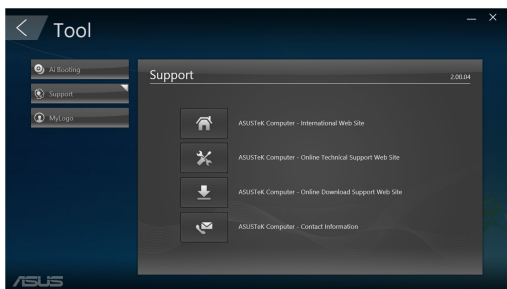 Tool
Ai Booting
Support
MyLogo
Support
2.00.04
ASUSTeK Computer - International Web Site
ASUSTeK Computer - Online Technical Support Web Site
ASUSTeK Computer - Online Download Support Web Site
ASUSTeK Computer - Contact Information
ASUS